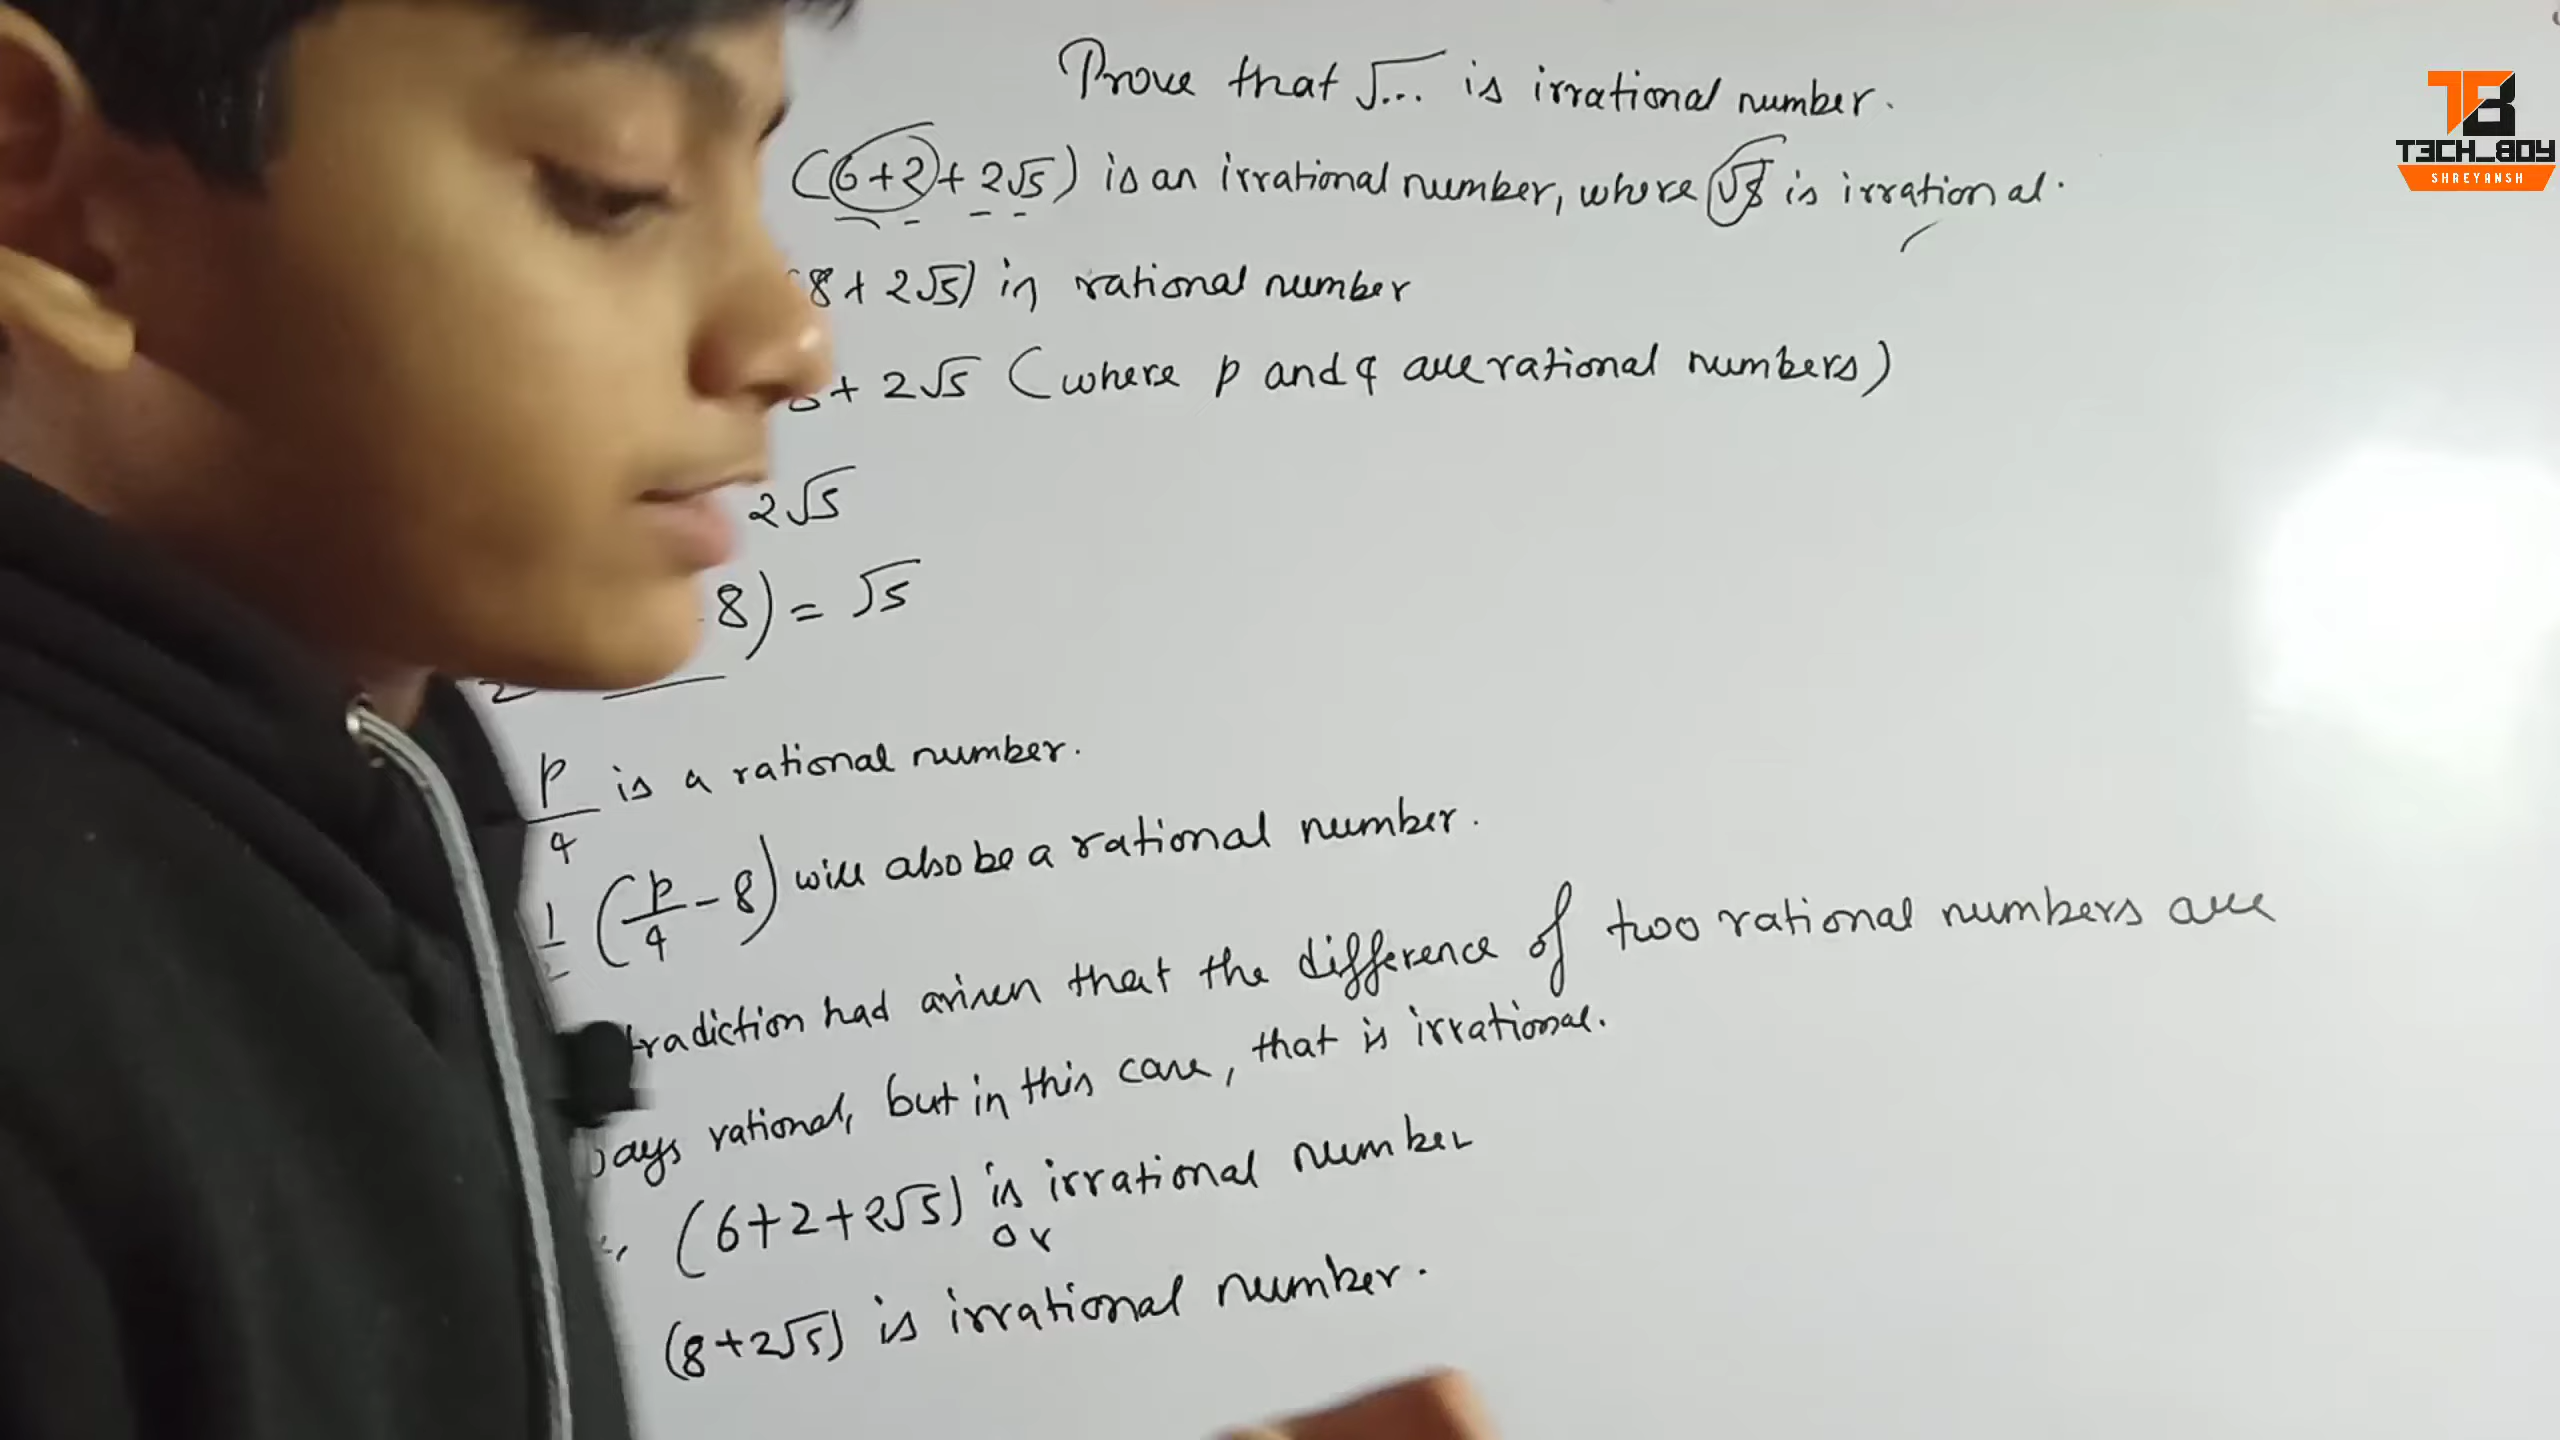 Prove that √... is irrational number.
(6+2+2√5) is an irrational number, where √5 is irrational.
8+2√5) is rational number
+ 2√5 (where p and q are rational numbers)
2√5
8) = √5
2
p/q is a rational number.
1/2 (p/q - 8) will also be a rational number.
tradiction had arisen that the difference of two rational numbers are
ays rational, but in this case, that is irrational.
(6+2+2√5) is irrational number
or
(8+2√5) is irrational number.
TB
T3CH_BOY
SHREYANSH